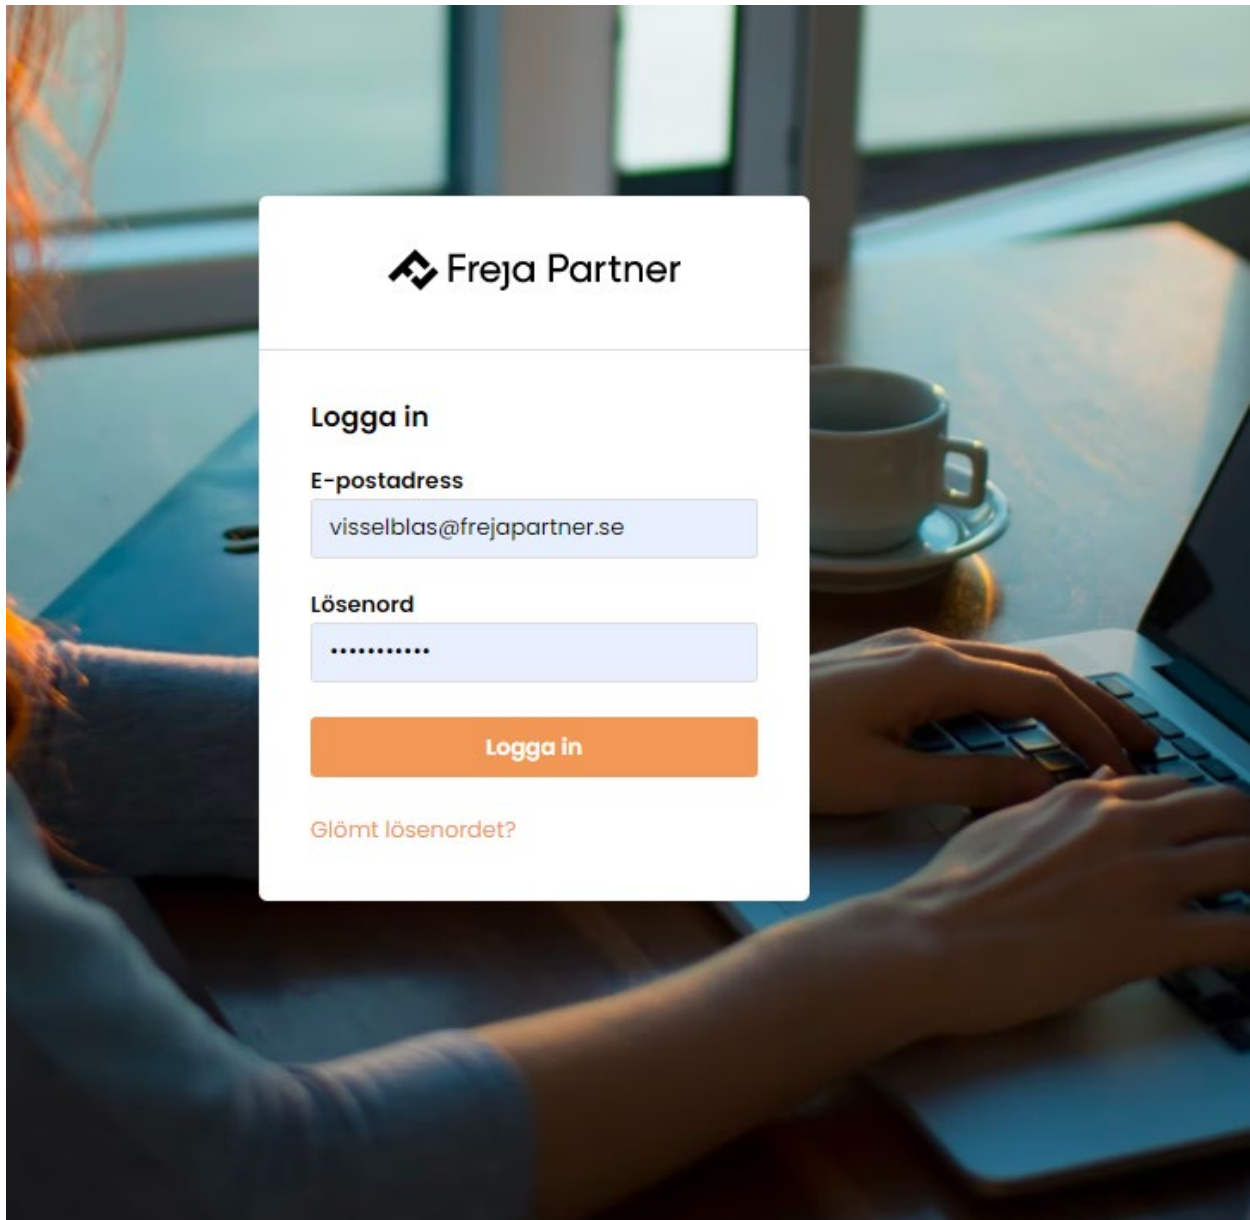 Freja Partner
Logga in
E-postadress
visselblas@frejapartner.se
Lösenord
•••••••••••
Logga in
Glömt lösenordet?